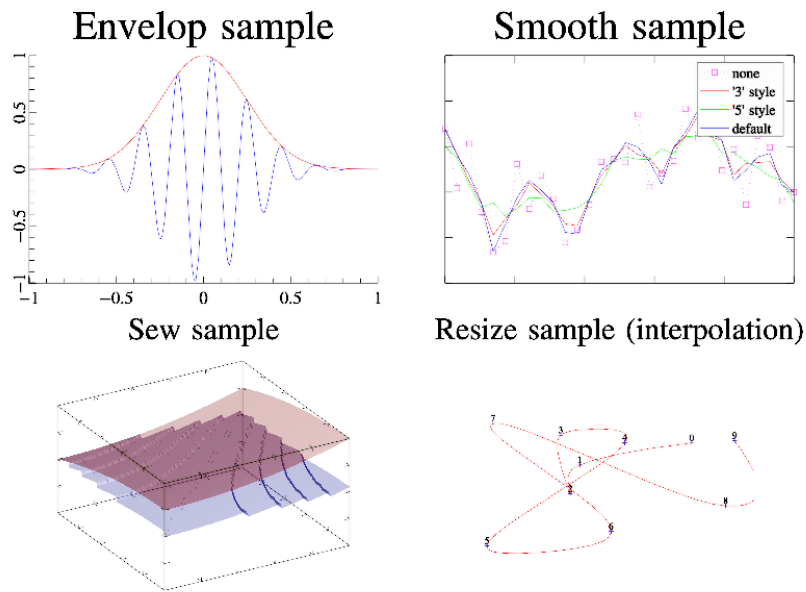 Envelop sample
Smooth sample
1
0.5
0
−0.5
−1
−1 −0.5 0 0.5 1
none
'3' style
'5' style
default
Sew sample
Resize sample (interpolation)
7
3
4
0
9
1
2
8
6
5